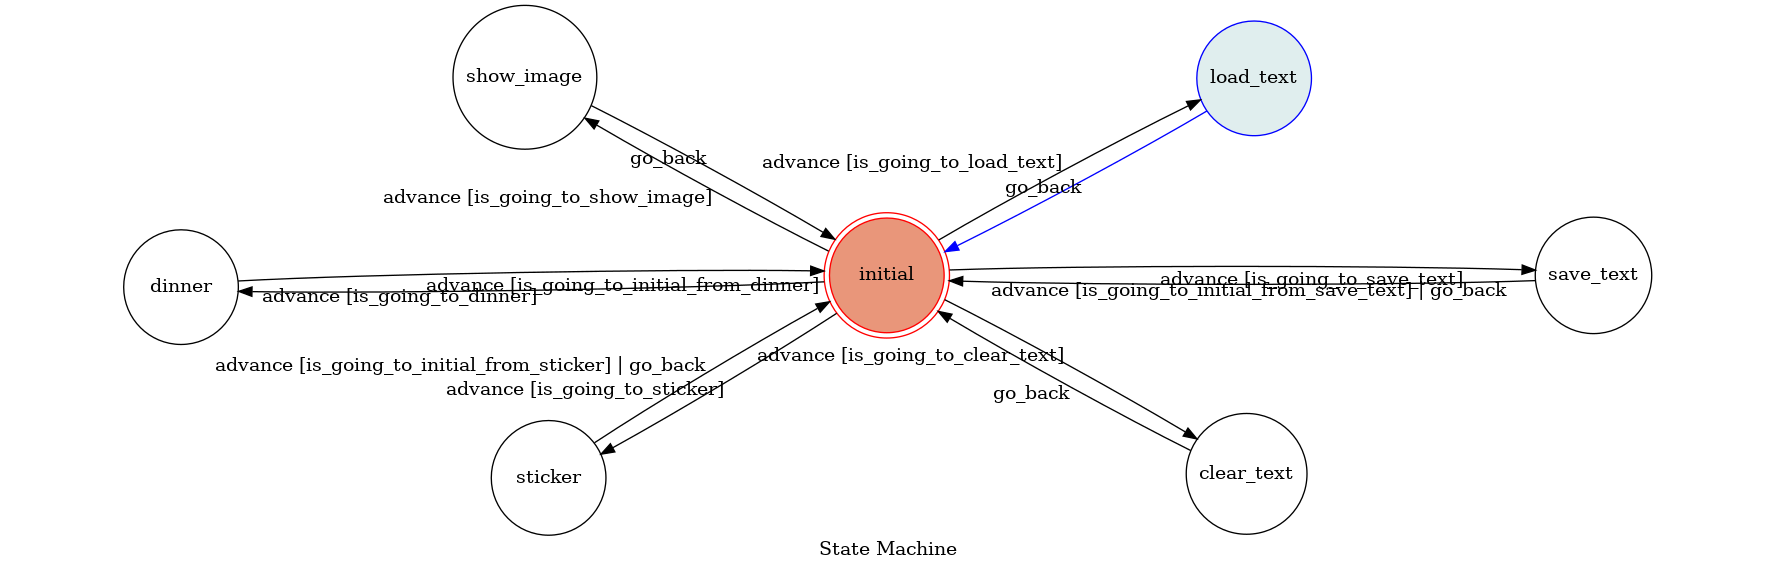 show_image
load_text
go_back
advance [is_going_to_load_text]
go_back
advance [is_going_to_show_image]
initial
save_text
dinner
advance [is_going_to_save_text]
advance [is_going_to_initial_from_dinner]
advance [is_going_to_initial_from_save_text] | go_back
advance [is_going_to_dinner]
advance [is_going_to_clear_text]
advance [is_going_to_initial_from_sticker] | go_back
advance [is_going_to_sticker]
go_back
clear_text
sticker
State Machine